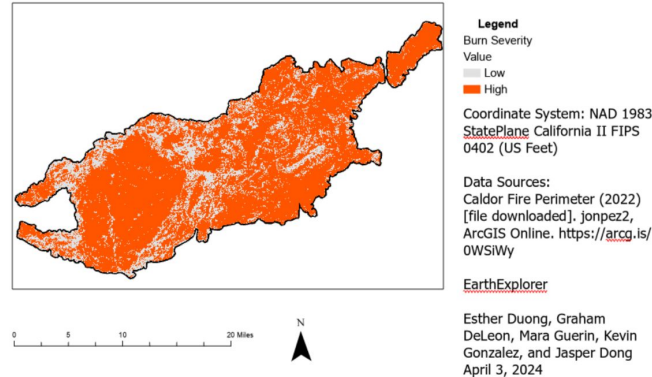 Legend
Burn Severity
Value
Low
High
Coordinate System: NAD 1983
StatePlane California II FIPS
0402 (US Feet)
Data Sources:
Caldor Fire Perimeter (2022)
[file downloaded]. jonpez2,
ArcGIS Online. https://arcg.is/
0WSiWy
EarthExplorer
Esther Duong, Graham
DeLeon, Mara Guerin, Kevin
Gonzalez, and Jasper Dong
April 3, 2024
0 5 10 20 Miles
N